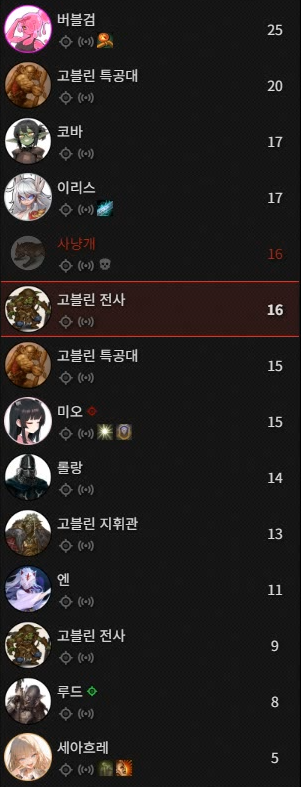 버블검 25
고블린 특공대 20
코바 17
이리스 17
사냥개 16
고블린 전사 16
고블린 특공대 15
미오 15
롤랑 14
고블린 지휘관 13
엔 11
고블린 전사 9
루드 8
세아흐레 5